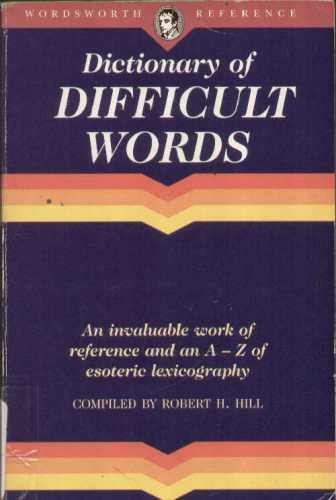 WORDSWORTH REFERENCE
Dictionary of
DIFFICULT
WORDS
An invaluable work of
reference and an A – Z of
esoteric lexicography
COMPILED BY ROBERT H. HILL